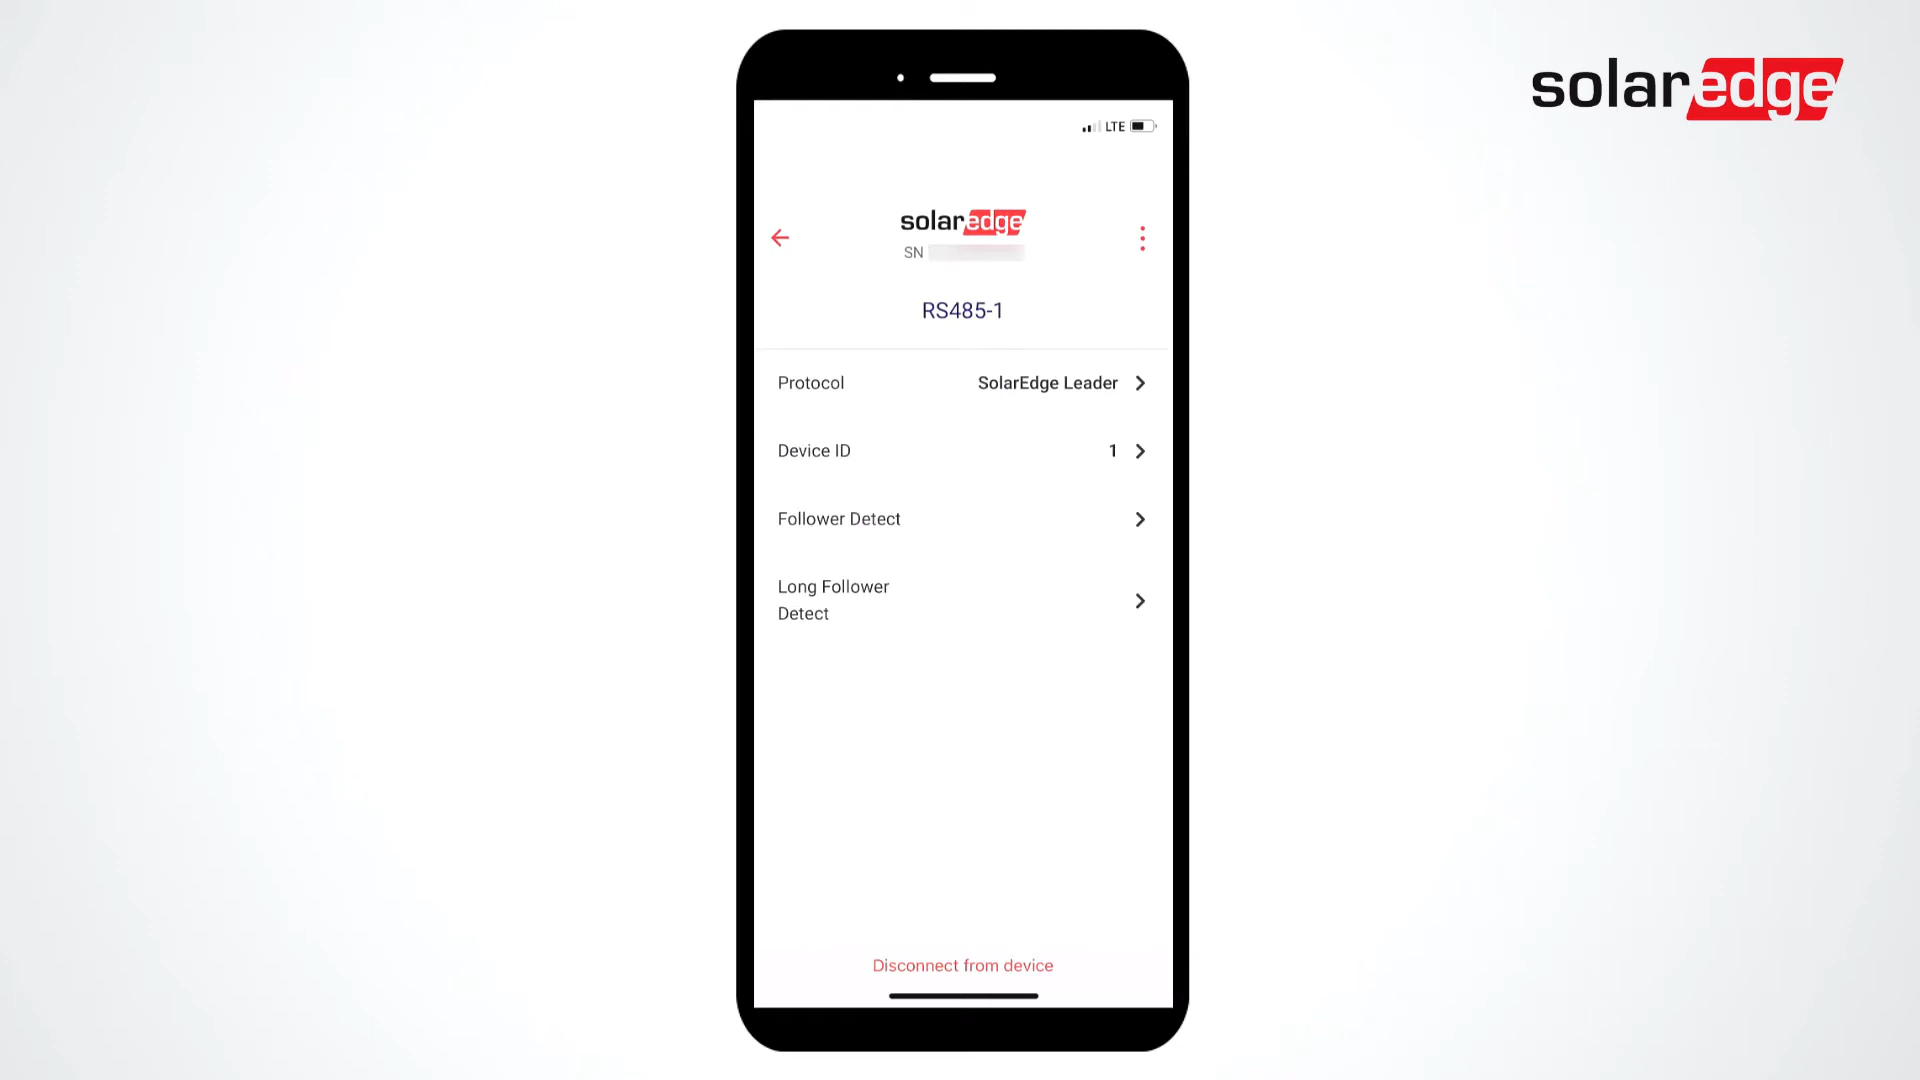 solaredge
LTE
solaredge
SN
RS485-1
Protocol SolarEdge Leader
Device ID 1
Follower Detect
Long Follower
Detect
Disconnect from device